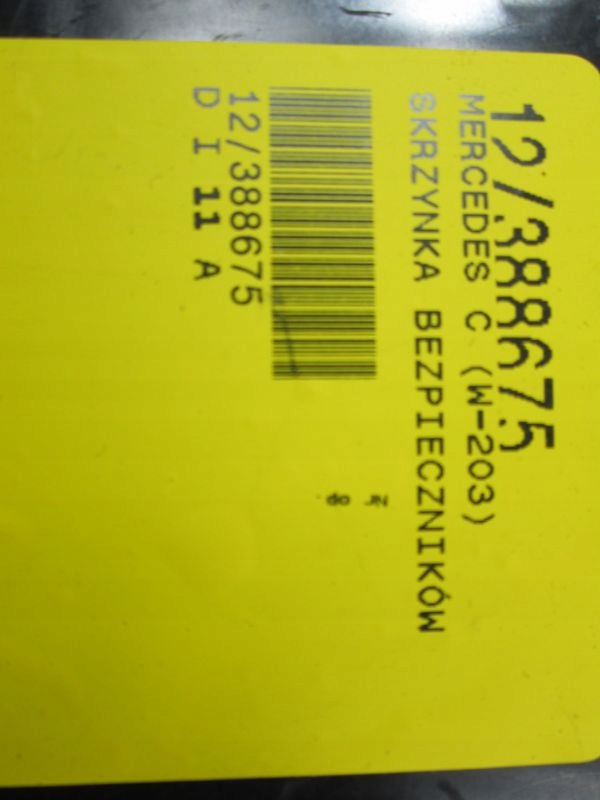 12/388675
MERCEDES C (W-203)
SKRZYNKA BEZPIECZNIKÓW
12/388675
D I 11 A